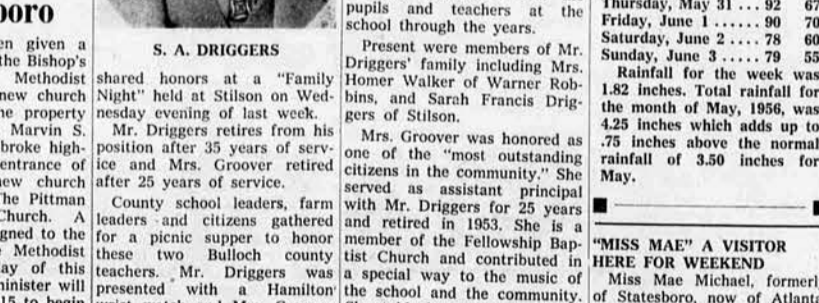 boro
en given a
the Bishop's
Methodist
new church
he property
Marvin S.
broke high-
entrance of
new church
The Pittman
Church. A
gned to the
Methodist
ay of this
minister will
15 to begin
S. A. DRIGGERS
shared honors at a "Family
Night" held at Stilson on Wed-
nesday evening of last week.
Mr. Driggers retires from his
position after 35 years of serv-
ice and Mrs. Groover retired
after 25 years of service.
County school leaders, farm
leaders and citizens gathered
for a picnic supper to honor
these two Bulloch county
teachers. Mr. Driggers was
presented with a Hamilton
pupils and teachers at the
school through the years.
Present were members of Mr.
Driggers' family including Mrs.
Homer Walker of Warner Rob-
bins, and Sarah Francis Drig-
gers of Stilson.
Mrs. Groover was honored as
one of the "most outstanding
citizens in the community." She
served as assistant principal
with Mr. Driggers for 25 years
and retired in 1953. She is a
member of the Fellowship Bap-
tist Church and contributed in
a special way to the music of
the school and the community.
Thursday, May 31 ... 92 67
Friday, June 1 ...... 90 70
Saturday, June 2 .... 78 60
Sunday, June 3 ..... 79 55
Rainfall for the week was
1.82 inches. Total rainfall for
the month of May, 1956, was
4.25 inches which adds up to
.75 inches above the normal
rainfall of 3.50 inches for
May.
"MISS MAE" A VISITOR
HERE FOR WEEKEND
Miss Mae Michael, formerl
of Statesboro, now of Atlant